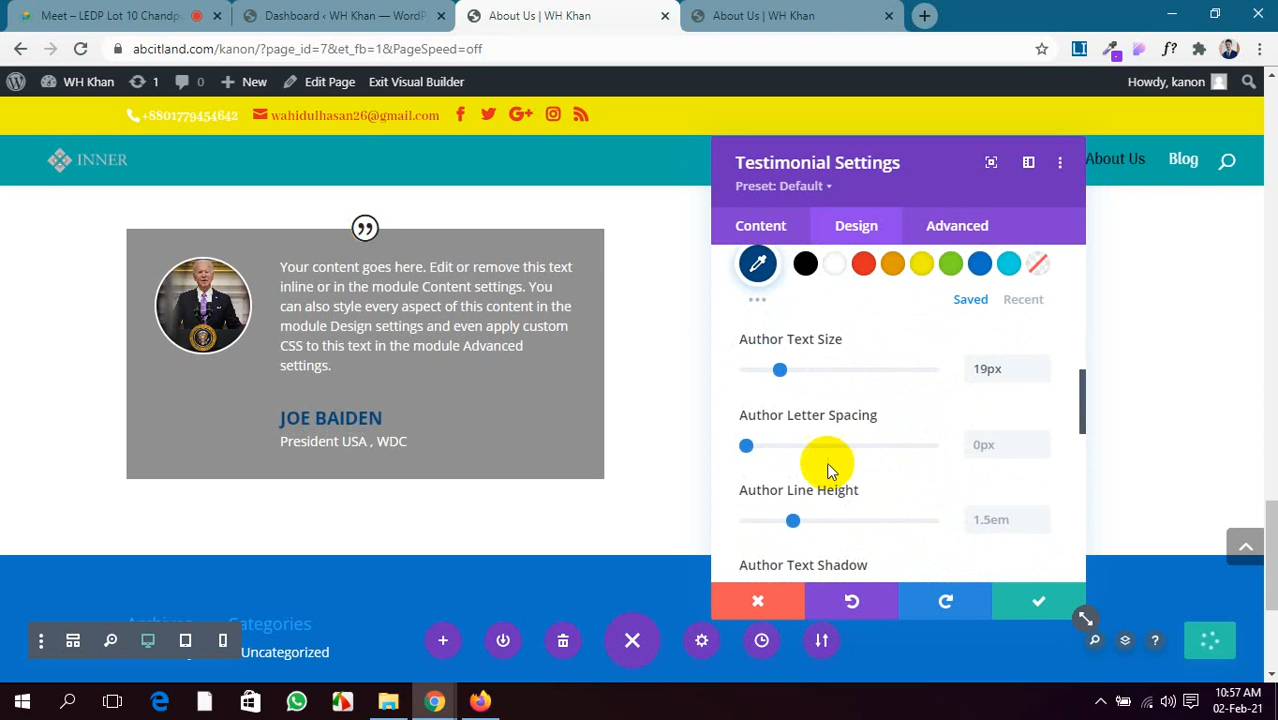 Meet – LEDP Lot 10 Chandp
Dashboard ‹ WH Khan — WordP
About Us | WH Khan
About Us | WH Khan
abcitland.com/kanon/?page_id=7&et_fb=1&PageSpeed=off
WH Khan
1
0
New
Edit Page
Exit Visual Builder
Howdy, kanon
+8801779454642
wahidulhasan26@gmail.com
INNER
About Us
Blog
Testimonial Settings
Preset: Default
Content
Design
Advanced
Saved
Recent
Your content goes here. Edit or remove this text
inline or in the module Content settings. You
can also style every aspect of this content in the
module Design settings and even apply custom
CSS to this text in the module Advanced
settings.
JOE BAIDEN
President USA , WDC
Author Text Size
19px
Author Letter Spacing
0px
Author Line Height
1.5em
Author Text Shadow
Archives
Categories
Uncategorized
10:57 AM
02-Feb-21